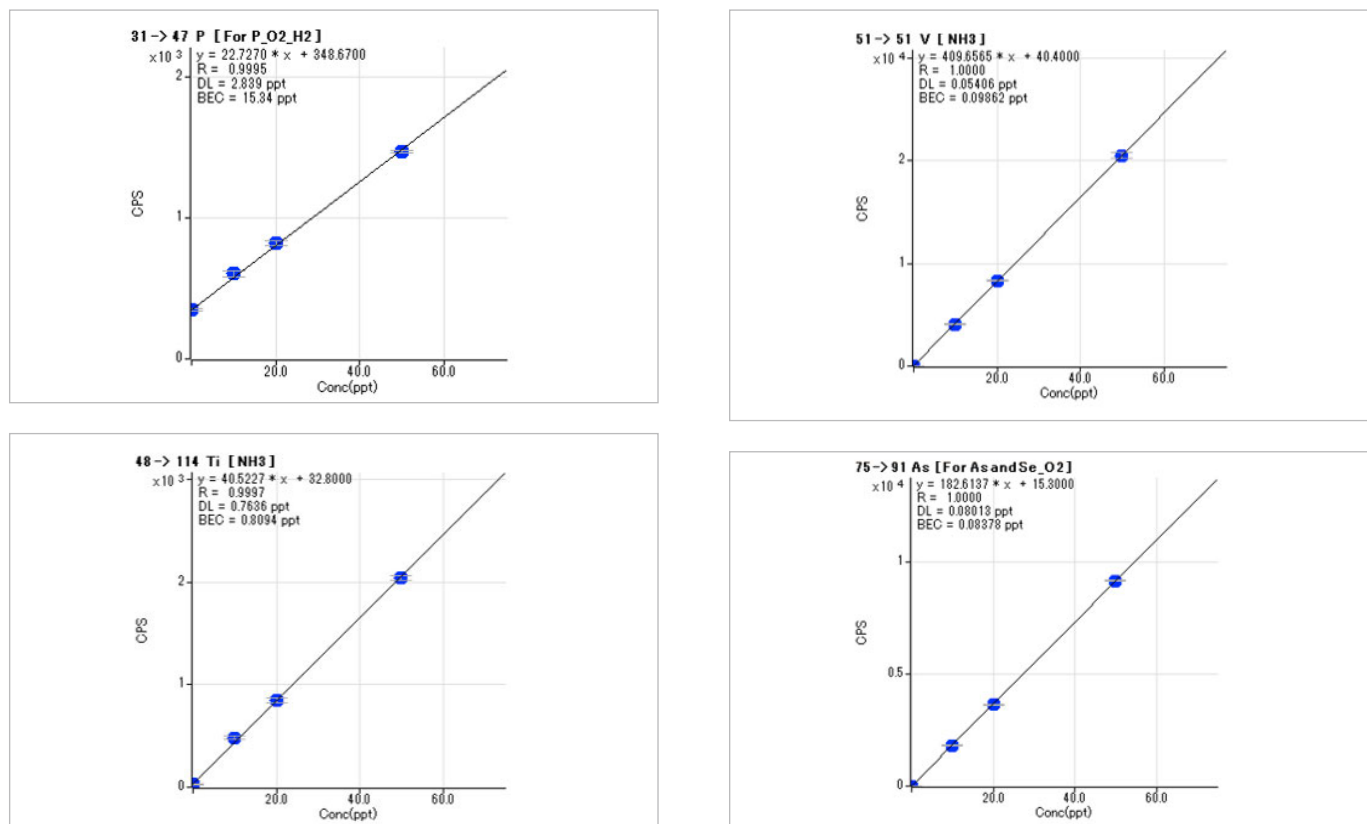 31 -> 47 P [For P_O2_H2]
x10 3
y = 22.7270 * x + 348.6700
R = 0.9995
DL = 2.839 ppt
BEC = 15.34 ppt
2
1
0
CPS
20.0 40.0 60.0
Conc(ppt)
51 -> 51 V [NH3]
x10 4
y = 409.6565 * x + 40.4000
R = 1.0000
DL = 0.05406 ppt
BEC = 0.09862 ppt
2
1
0
CPS
20.0 40.0 60.0
Conc(ppt)
48 -> 114 Ti [NH3]
x10 3
y = 40.5227 * x + 32.8000
R = 0.9997
DL = 0.7636 ppt
BEC = 0.8094 ppt
2
1
0
CPS
20.0 40.0 60.0
Conc(ppt)
75 -> 91 As [For AsandSe_O2]
x10 4
y = 182.6137 * x + 15.3000
R = 1.0000
DL = 0.08013 ppt
BEC = 0.08378 ppt
1
0.5
0
CPS
20.0 40.0 60.0
Conc(ppt)